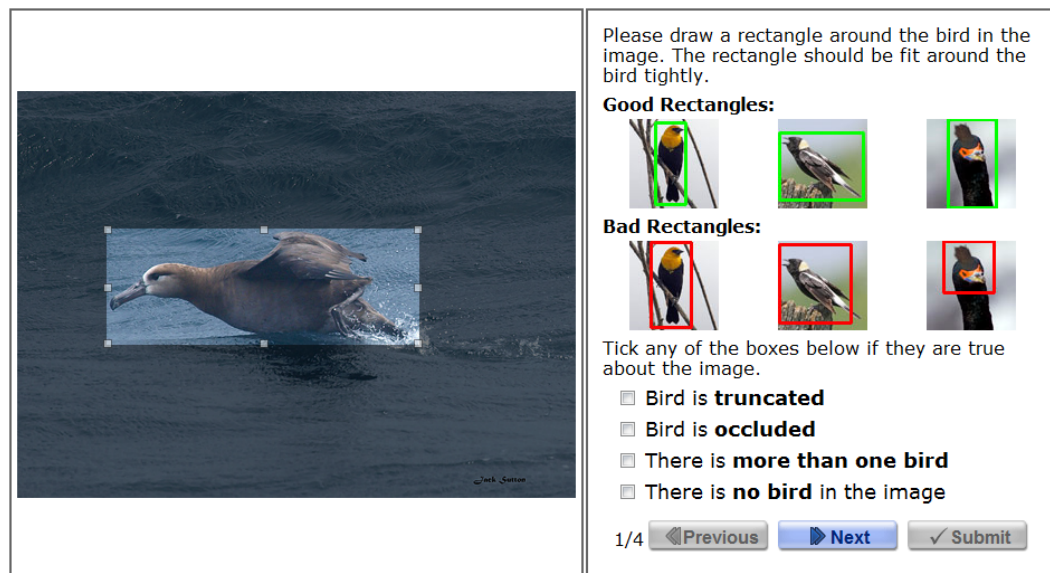 Please draw a rectangle around the bird in the
image. The rectangle should be fit around the
bird tightly.
Good Rectangles:
Bad Rectangles:
Tick any of the boxes below if they are true
about the image.
Bird is truncated
Bird is occluded
There is more than one bird
There is no bird in the image
Jack Sutton
1/4 Previous Next Submit